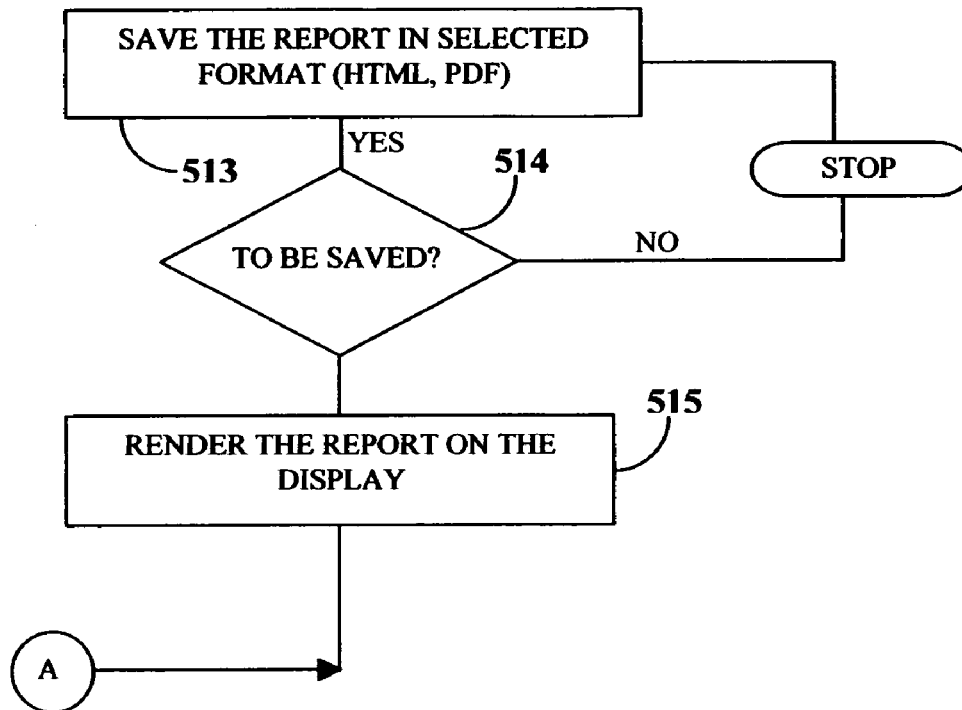 SAVE THE REPORT IN SELECTED
FORMAT (HTML, PDF)
YES
513
514
STOP
TO BE SAVED?
NO
515
RENDER THE REPORT ON THE
DISPLAY
A